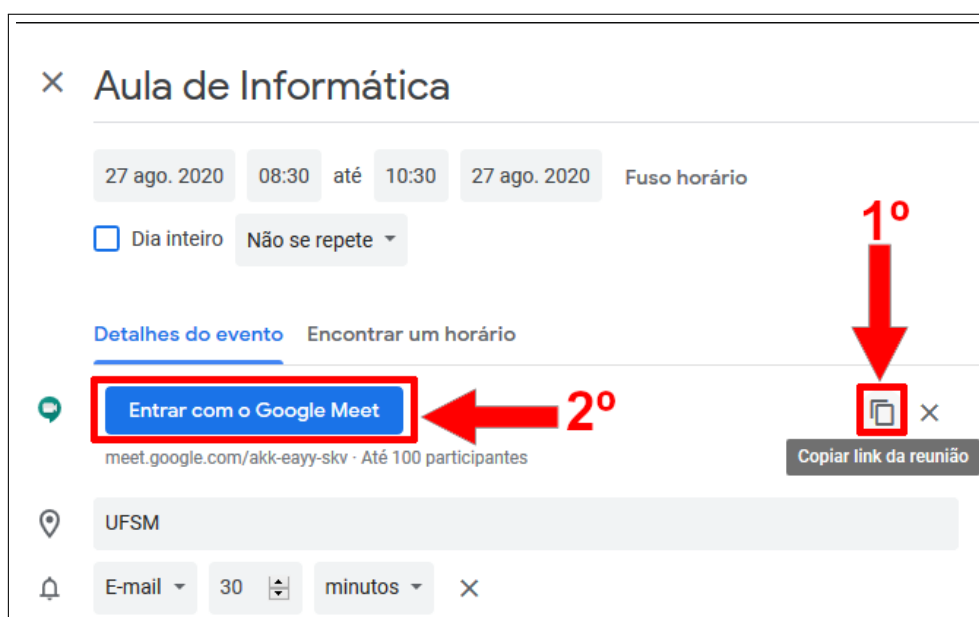 Aula de Informática
27 ago. 2020 08:30 até 10:30 27 ago. 2020 Fuso horário
1º
Dia inteiro Não se repete
Detalhes do evento Encontrar um horário
Entrar com o Google Meet 2º
meet.google.com/akk-eayy-skv · Até 100 participantes
Copiar link da reunião
UFSM
E-mail 30 minutos